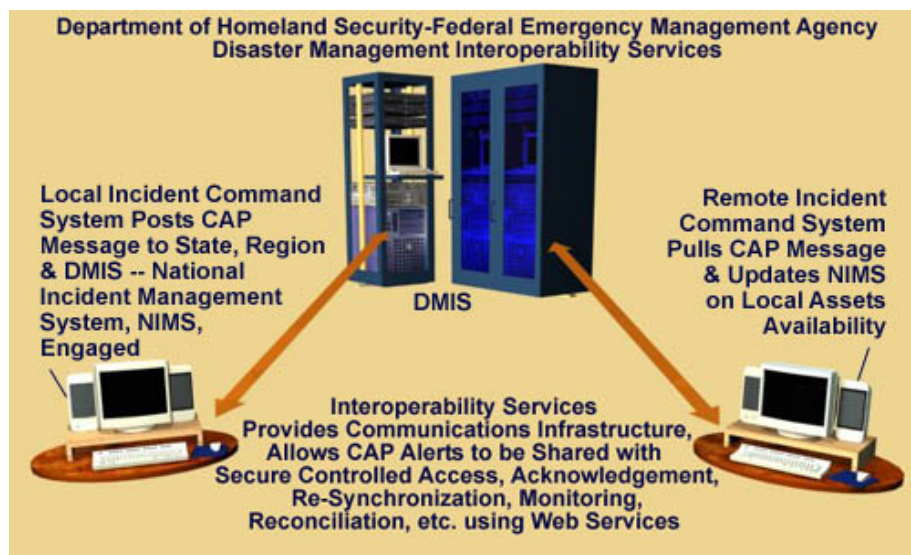 Department of Homeland Security-Federal Emergency Management Agency
Disaster Management Interoperability Services
Local Incident Command
System Posts CAP
Message to State, Region
& DMIS -- National
Incident Management
System, NIMS,
Engaged
DMIS
Remote Incident
Command System
Pulls CAP Message
& Updates NIMS
on Local Assets
Availability
Interoperability Services
Provides Communications Infrastructure,
Allows CAP Alerts to be Shared with
Secure Controlled Access, Acknowledgement,
Re-Synchronization, Monitoring,
Reconciliation, etc. using Web Services